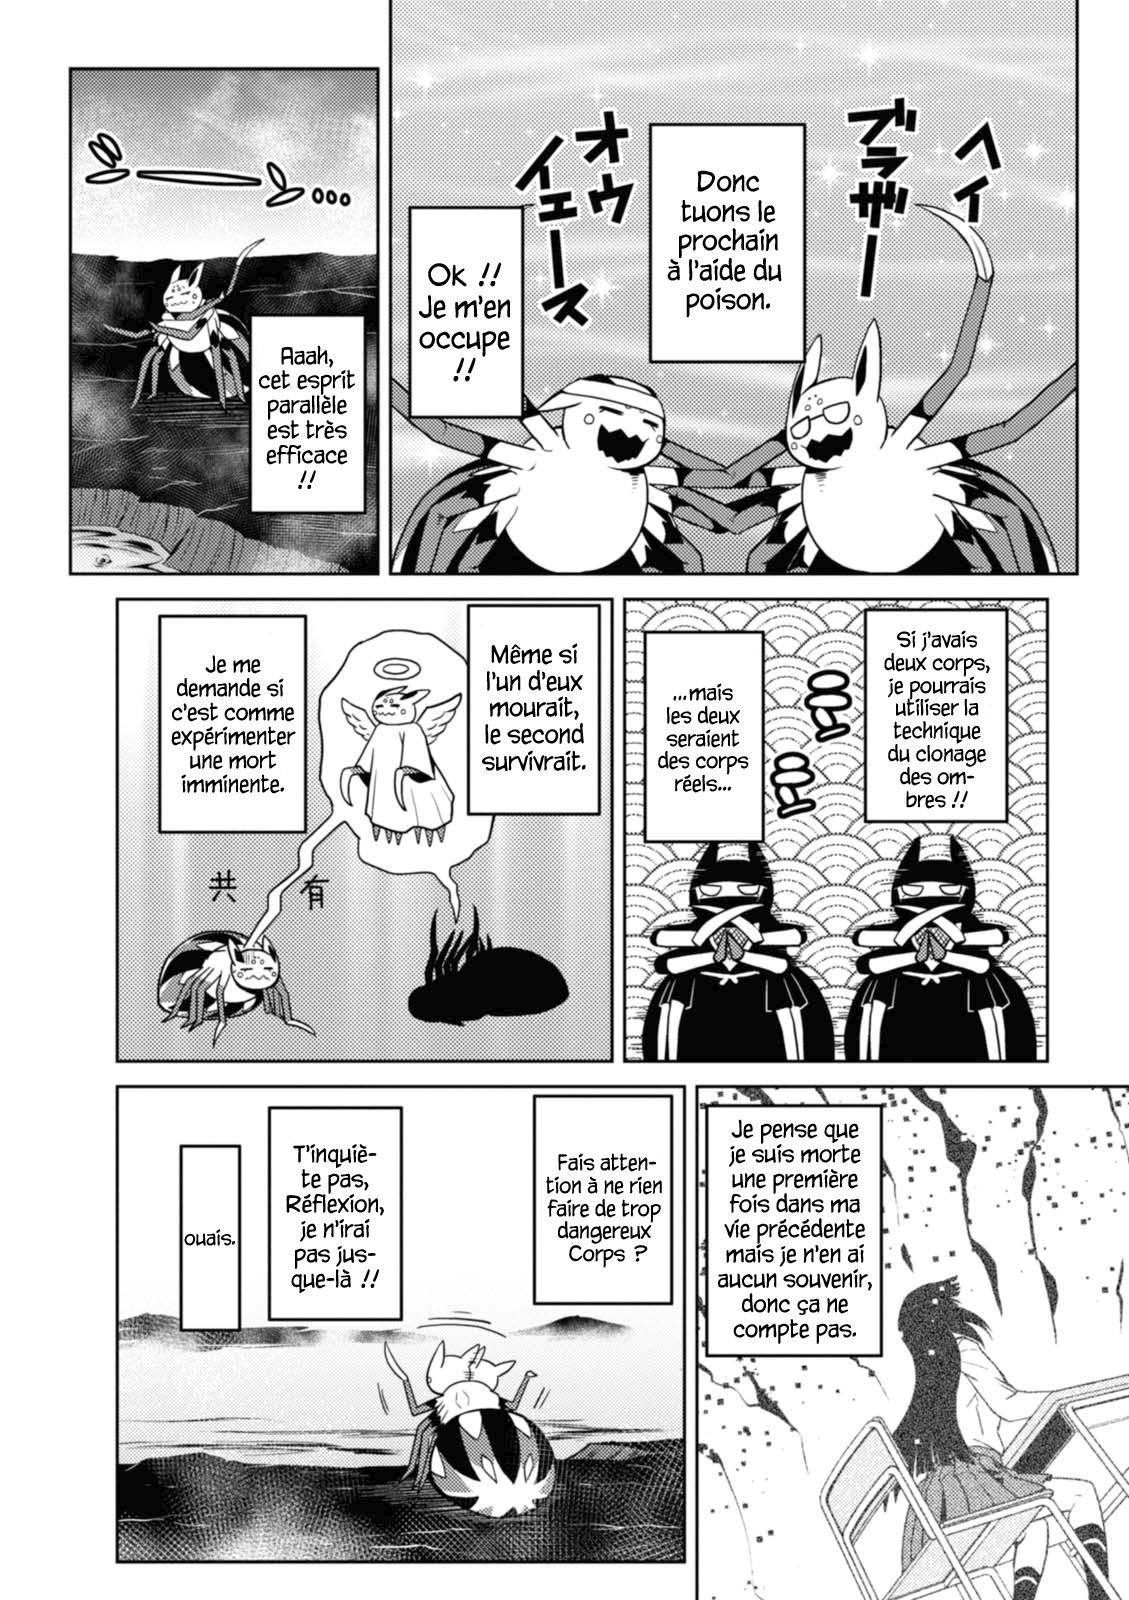 ヘイ
ブラザー
Donc
tuons le
prochain
à l'aide du
poison.
オウ
イェース
Ok !!
Je m'en
occupe
!!
Aaah,
cet esprit
parallèle
est très
efficace
!!
Si j'avais
deux corps,
je pourrais
utiliser la
technique
du clonage
des om-
bres !!
...mais
les deux
seraient
des corps
réels...
Même si
l'un d'eux
mourait,
le second
survivrait.
Je me
demande si
c'est comme
expérimenter
une mort
imminente.
共有
Je pense que
je suis morte
une première
fois dans ma
vie précédente
mais je n'en ai
aucun souvenir,
donc ça ne
compte pas.
Fais atten-
tion à ne rien
faire de trop
dangereux
Corps ?
T'inquiè-
te pas,
Réflexion,
je n'irai
pas jus-
que-là !!
ouais.